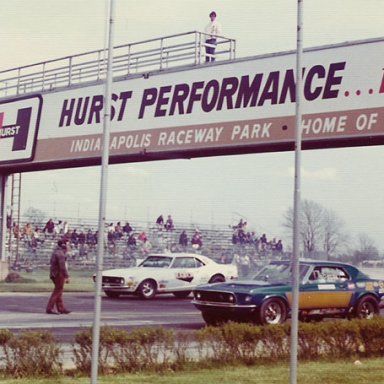 HURST
HURST PERFORMANCE...
INDIANAPOLIS RACEWAY PARK HOME OF